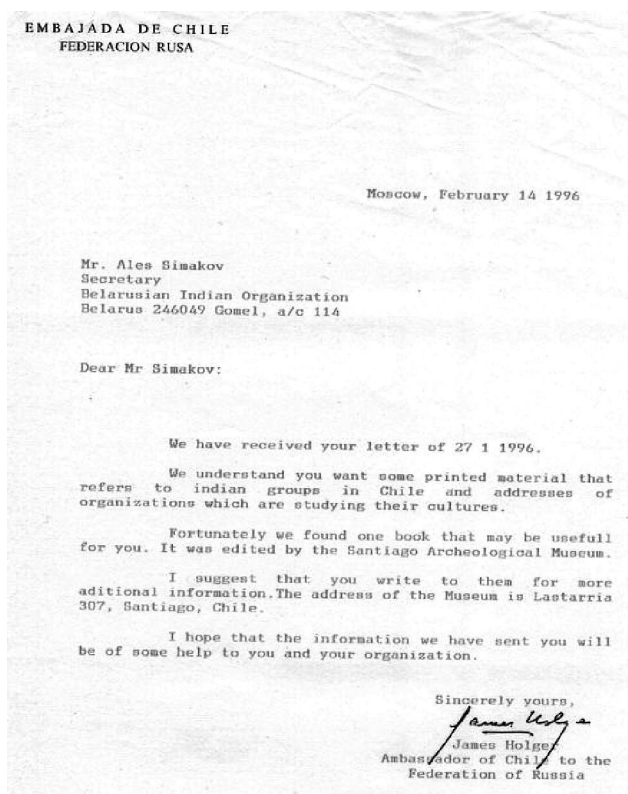 EMBAJADA DE CHILE
FEDERACION RUSA
Moscow, February 14 1996
Mr. Ales Simakov
Secretary
Belarusian Indian Organization
Belarus 246049 Gomel, a/c 114
Dear Mr Simakov:
We have received your letter of 27 1 1996.
We understand you want some printed material that
refers to indian groups in Chile and addresses of
organizations which are studying their cultures.
Fortunately we found one book that may be usefull
for you. It was edited by the Santiago Archeological Museum.
I suggest that you write to them for more
aditional information.The address of the Museum is Lastarria
307, Santiago, Chile.
I hope that the information we have sent you will
be of some help to you and your organization.
Sincerely yours,
James Holger
James Holger
Ambassador of Chile to the
Federation of Russia